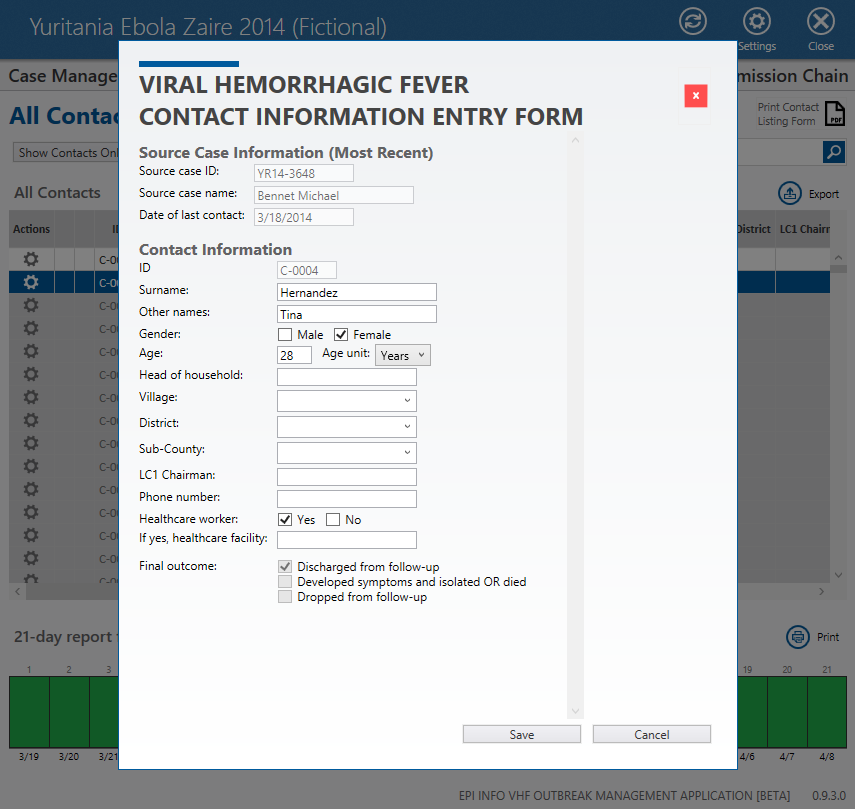 Yuritania Ebola Zaire 2014 (Fictional)
Settings
Close
Case Manage
mission Chain
All Contac
Print Contact
Listing Form
PDF
Show Contacts Onl
All Contacts
Export
Actions
District
LC1 Chairr
C-0
C-0
C-00
C-00
C-00
C-00
C-00
C-00
C-00
C-00
C-00
C-00
C-00
C-00
VIRAL HEMORRHAGIC FEVER
CONTACT INFORMATION ENTRY FORM
x
Source Case Information (Most Recent)
Source case ID: YR14-3648
Source case name: Bennet Michael
Date of last contact: 3/18/2014
Contact Information
ID C-0004
Surname: Hernandez
Other names: Tina
Gender: Male Female
Age: 28 Age unit: Years
Head of household:
Village:
District:
Sub-County:
LC1 Chairman:
Phone number:
Healthcare worker: Yes No
If yes, healthcare facility:
Final outcome: Discharged from follow-up
Developed symptoms and isolated OR died
Dropped from follow-up
Save Cancel
21-day report
Print
1 2 3 19 20 21
3/19 3/20 3/21 4/6 4/7 4/8
EPI INFO VHF OUTBREAK MANAGEMENT APPLICATION [BETA] 0.9.3.0